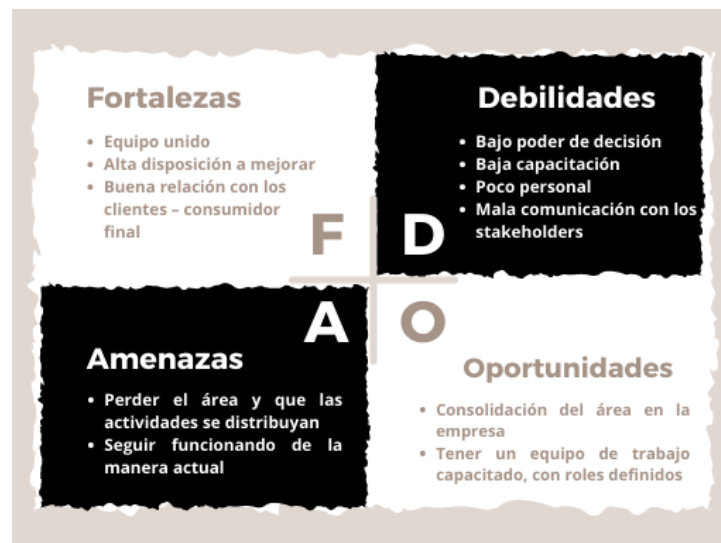 Fortalezas
• Equipo unido
• Alta disposición a mejorar
• Buena relación con los
clientes – consumidor
final
F
Debilidades
• Bajo poder de decisión
• Baja capacitación
• Poco personal
• Mala comunicación con los
stakeholders
D
A
Amenazas
• Perder el área y que las
actividades se distribuyan
• Seguir funcionando de la
manera actual
O
Oportunidades
• Consolidación del área en la
empresa
• Tener un equipo de trabajo
capacitado, con roles definidos